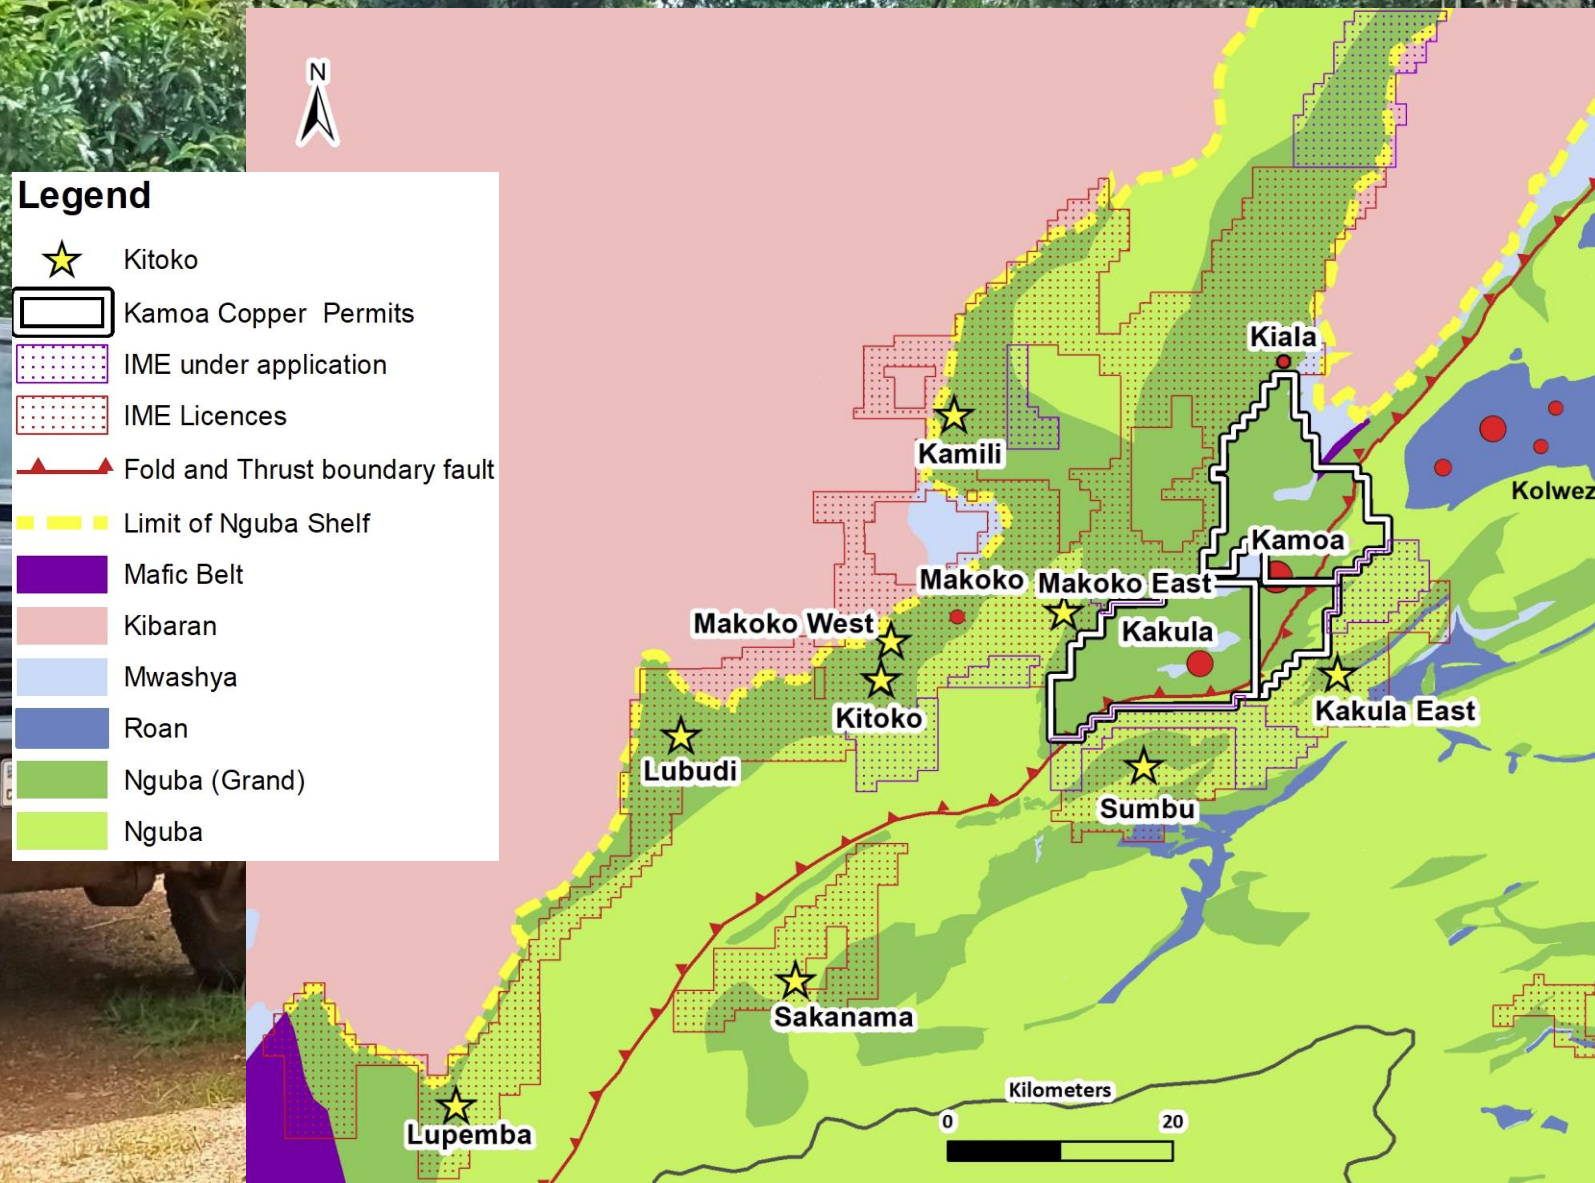 N
Legend
Kitoko
Kamoa Copper Permits
IME under application
IME Licences
Fold and Thrust boundary fault
Limit of Nguba Shelf
Mafic Belt
Kibaran
Mwashya
Roan
Nguba (Grand)
Nguba
Kiala
Kamili
Kolwez
Kamoa
Makoko
Makoko East
Makoko West
Kakula
Kitoko
Kakula East
Lubudi
Sumbu
Sakanama
Lupemba
Kilometers
0 20